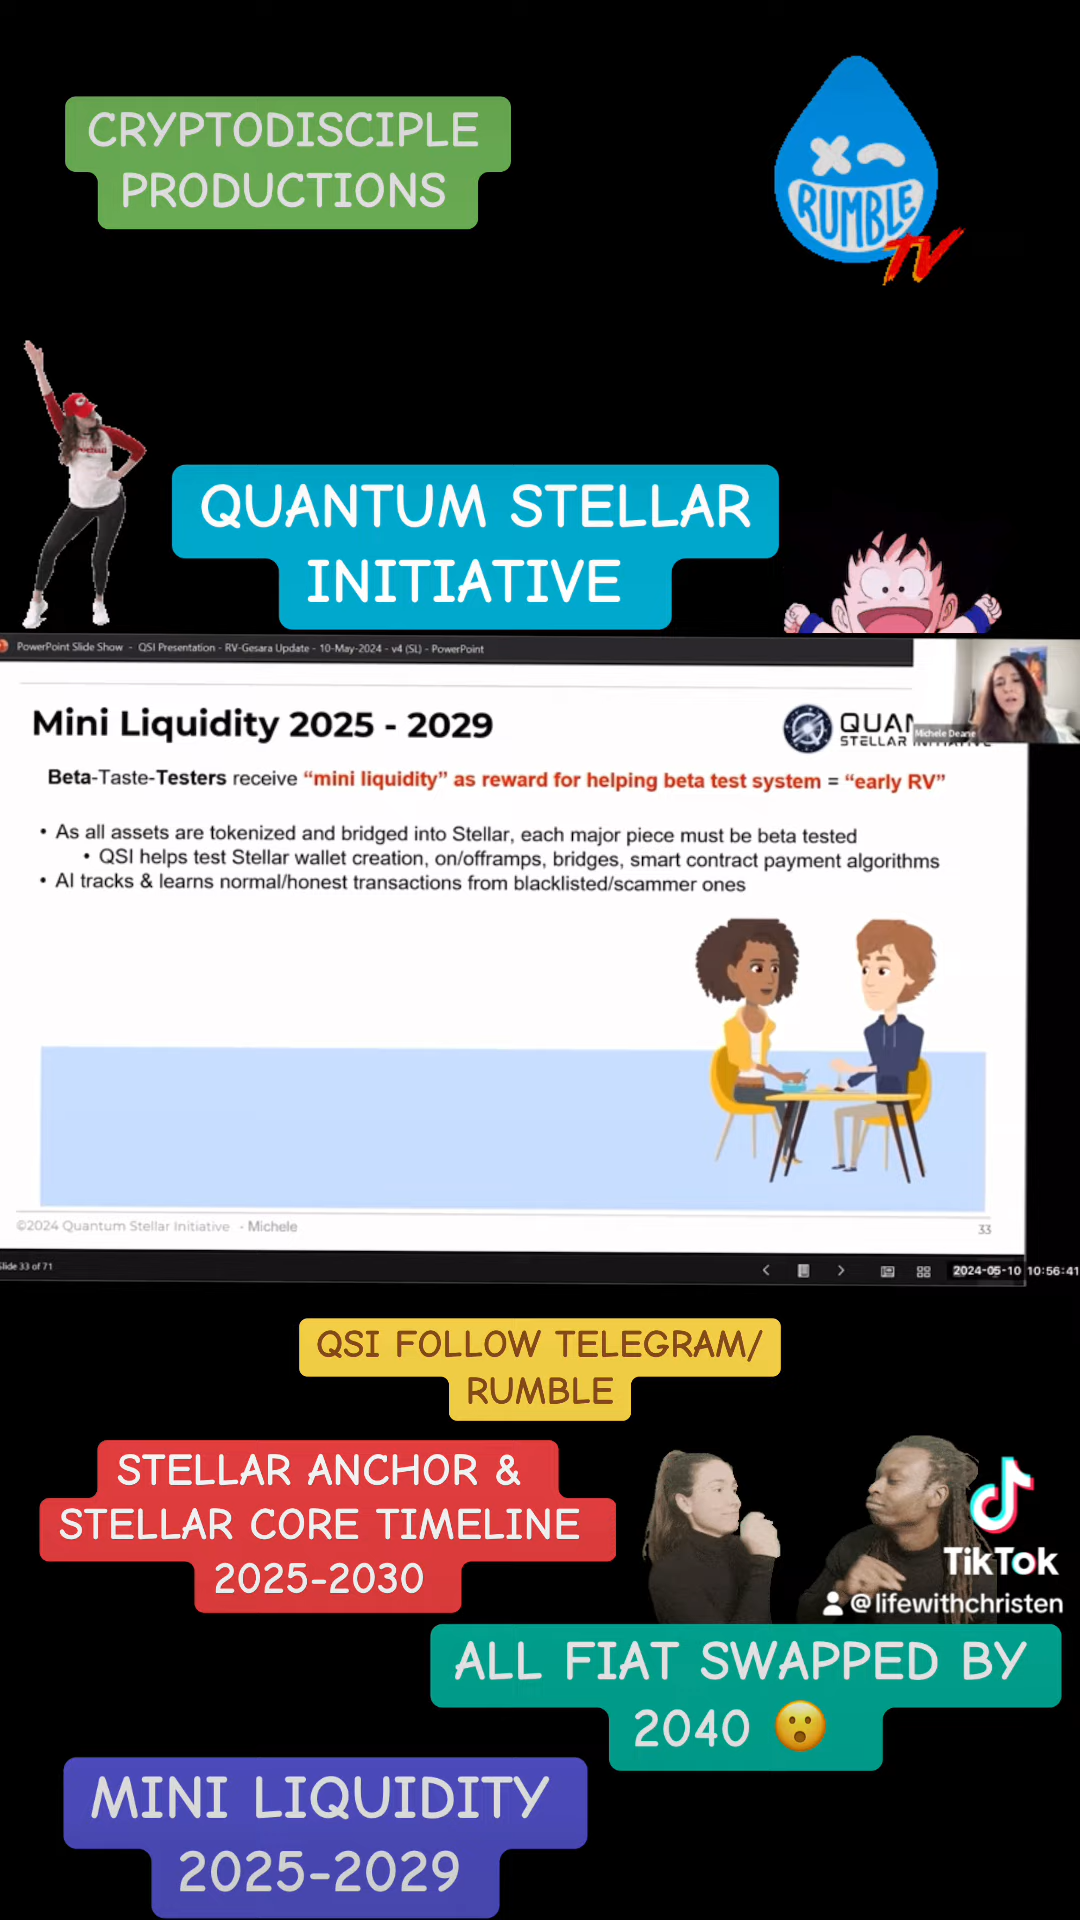 CRYPTODISCIPLE
PRODUCTIONS
RUMBLE
TV
QUANTUM STELLAR
INITIATIVE
PowerPoint Slide Show - QSI Presentation - RV-Gesara Update - 10-May-2024 - v4 (SL) - PowerPoint
Mini Liquidity 2025 - 2029
QUAN
STELLAR
Michele Deane
Beta-Taste-Testers receive “mini liquidity” as reward for helping beta test system = “early RV”
• As all assets are tokenized and bridged into Stellar, each major piece must be beta tested
• QSI helps test Stellar wallet creation, on/offramps, bridges, smart contract payment algorithms
• AI tracks & learns normal/honest transactions from blacklisted/scammer ones
©2024 Quantum Stellar Initiative - Michele
33
Slide 33 of 71
2024-05-10 10:56:41
QSI FOLLOW TELEGRAM/
RUMBLE
STELLAR ANCHOR &
STELLAR CORE TIMELINE
2025-2030
TikTok
@lifewithchristen
ALL FIAT SWAPPED BY
2040 😮
MINI LIQUIDITY
2025-2029